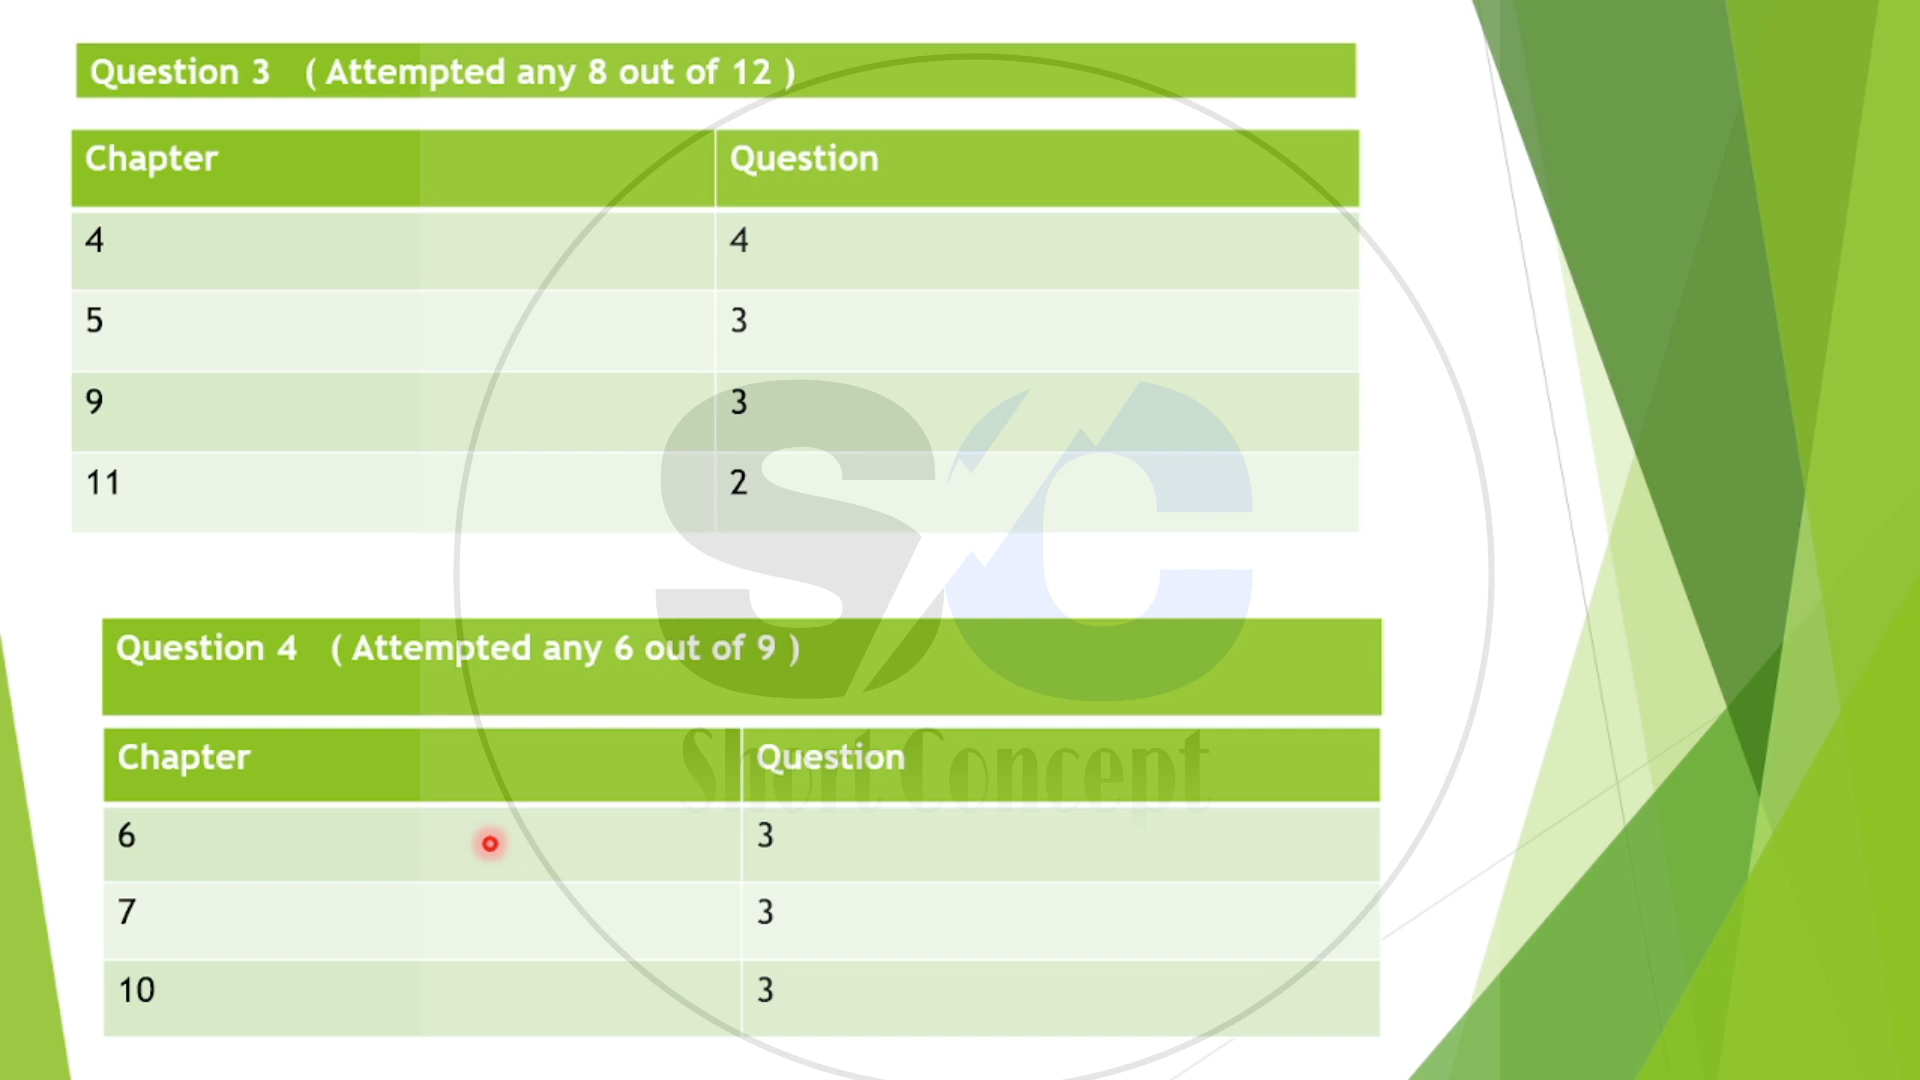 Question 3 ( Attempted any 8 out of 12 )
Chapter Question
4 4
5 3
9 3
11 2
SC
Question 4 ( Attempted any 6 out of 9 )
Short Concept
Chapter Question
6 3
7 3
10 3